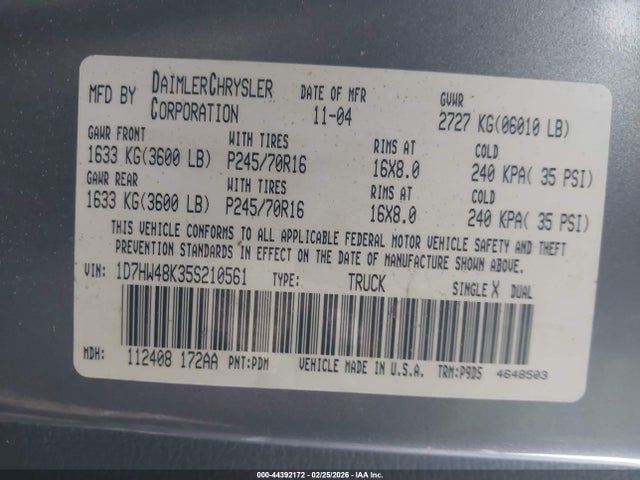 MFD BY DAIMLERCHRYSLER CORPORATION DATE OF MFR 11-04 GVWR 2727 KG(06010 LB)
GAWR FRONT WITH TIRES RIMS AT COLD
1633 KG(3600 LB) P245/70R16 16X8.0 240 KPA( 35 PSI)
GAWR REAR WITH TIRES RIMS AT COLD
1633 KG(3600 LB) P245/70R16 16X8.0 240 KPA( 35 PSI)
THIS VEHICLE CONFORMS TO ALL APPLICABLE FEDERAL MOTOR VEHICLE SAFETY AND THEFT
PREVENTION STANDARDS IN EFFECT ON THE DATE OF MANUFACTURE SHOWN ABOVE.
VIN: 1D7HW48K35S210561 TYPE: TRUCK SINGLE X DUAL
MDH: 112408 172AA PNT:PDM VEHICLE MADE IN U.S.A. TRM:P9D5 4648503
000-44392172 - 02/25/2026 - IAA Inc.